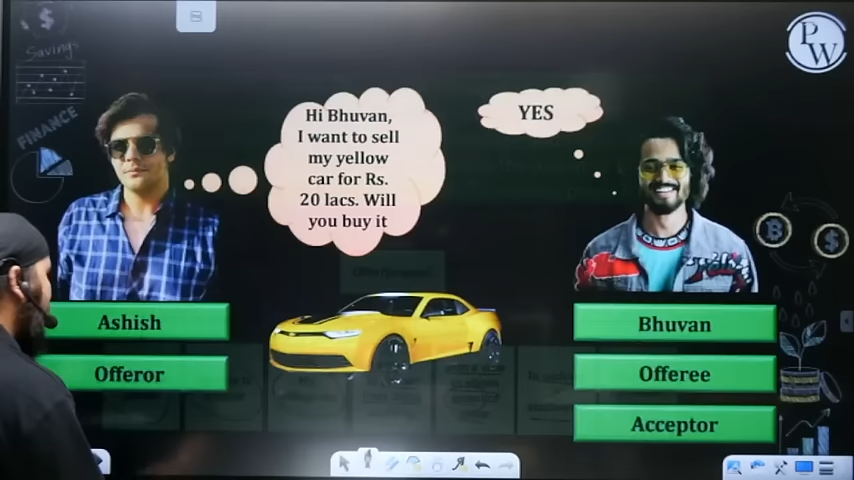 Savings
FINANCE
PW
Hi Bhuvan,
I want to sell
my yellow
car for Rs.
20 lacs. Will
you buy it
YES
Ashish
Offeror
Bhuvan
Offeree
Acceptor